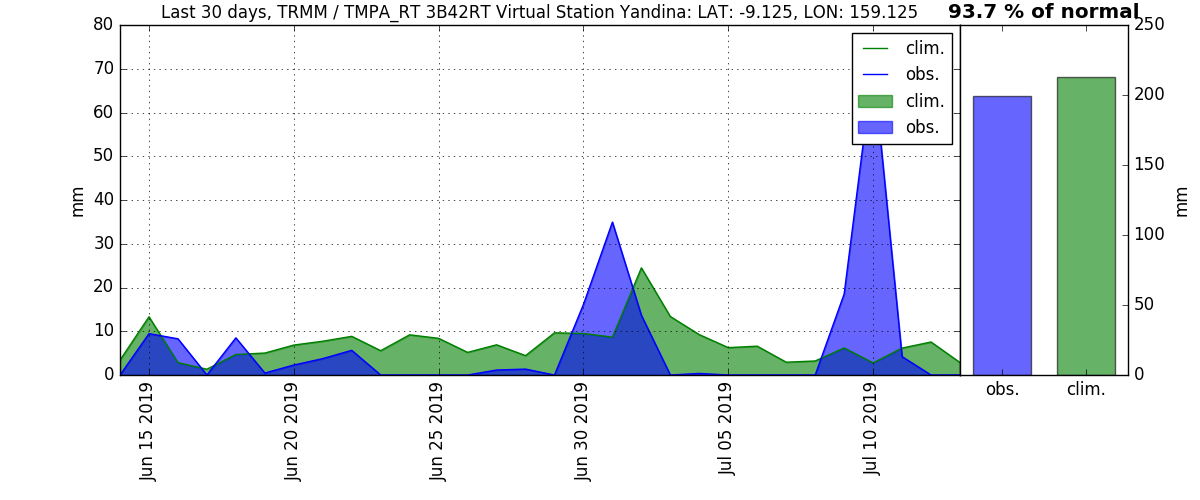 Last 30 days, TRMM / TMPA_RT 3B42RT Virtual Station Yandina: LAT: -9.125, LON: 159.125
93.7 % of normal
80
70
60
50
40
30
20
10
0
mm
clim.
obs.
clim.
obs.
Jun 15 2019
Jun 20 2019
Jun 25 2019
Jun 30 2019
Jul 05 2019
Jul 10 2019
250
200
150
100
50
0
mm
obs.
clim.